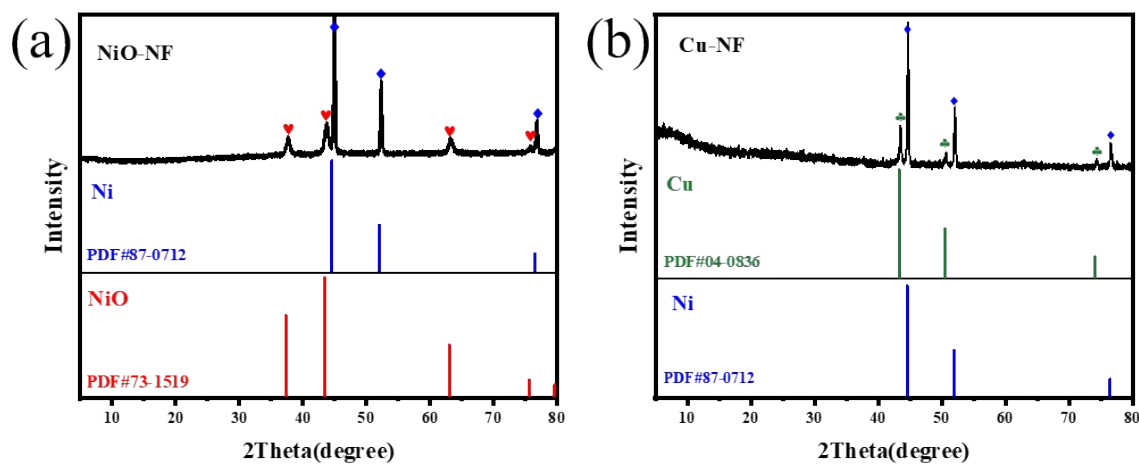 (a)
NiO-NF
Ni
PDF#87-0712
NiO
PDF#73-1519
Intensity
10 20 30 40 50 60 70 80
2Theta(degree)
(b)
Cu-NF
Cu
PDF#04-0836
Ni
PDF#87-0712
Intensity
10 20 30 40 50 60 70 80
2Theta(degree)